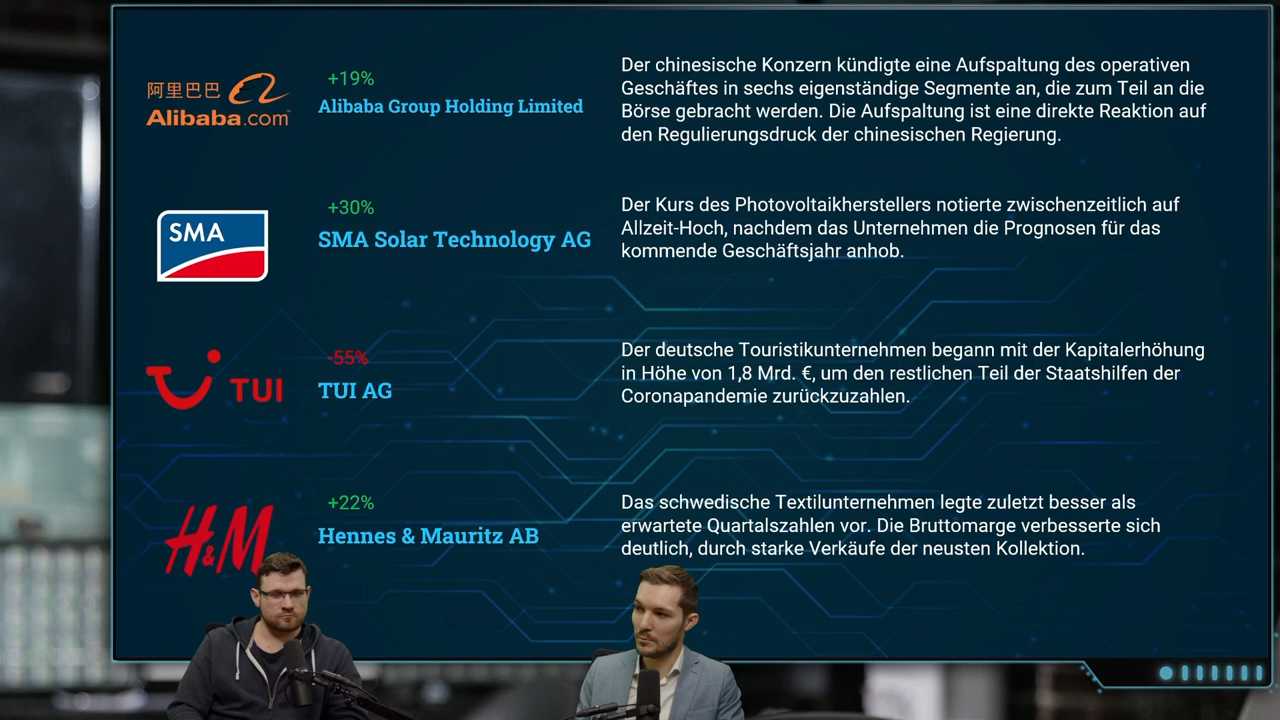 阿里巴巴
Alibaba.com™
+19%
Alibaba Group Holding Limited
Der chinesische Konzern kündigte eine Aufspaltung des operativen
Geschäftes in sechs eigenständige Segmente an, die zum Teil an die
Börse gebracht werden. Die Aufspaltung ist eine direkte Reaktion auf
den Regulierungsdruck der chinesischen Regierung.
SMA
+30%
SMA Solar Technology AG
Der Kurs des Photovoltaikherstellers notierte zwischenzeitlich auf
Allzeit-Hoch, nachdem das Unternehmen die Prognosen für das
kommende Geschäftsjahr anhob.
TUI
-55%
TUI AG
Der deutsche Touristikunternehmen begann mit der Kapitalerhöhung
in Höhe von 1,8 Mrd. €, um den restlichen Teil der Staatshilfen der
Coronapandemie zurückzuzahlen.
H&M
+22%
Hennes & Mauritz AB
Das schwedische Textilunternehmen legte zuletzt besser als
erwartete Quartalszahlen vor. Die Bruttomarge verbesserte sich
deutlich, durch starke Verkäufe der neusten Kollektion.